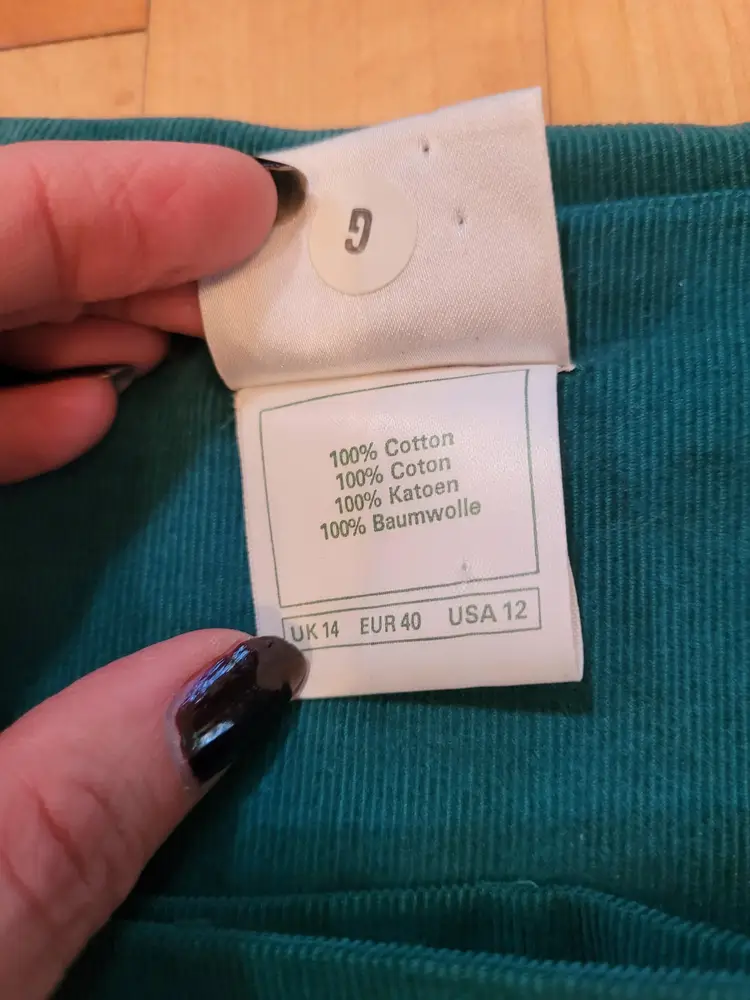 G
100% Cotton
100% Coton
100% Katoen
100% Baumwolle
UK 14 EUR 40 USA 12